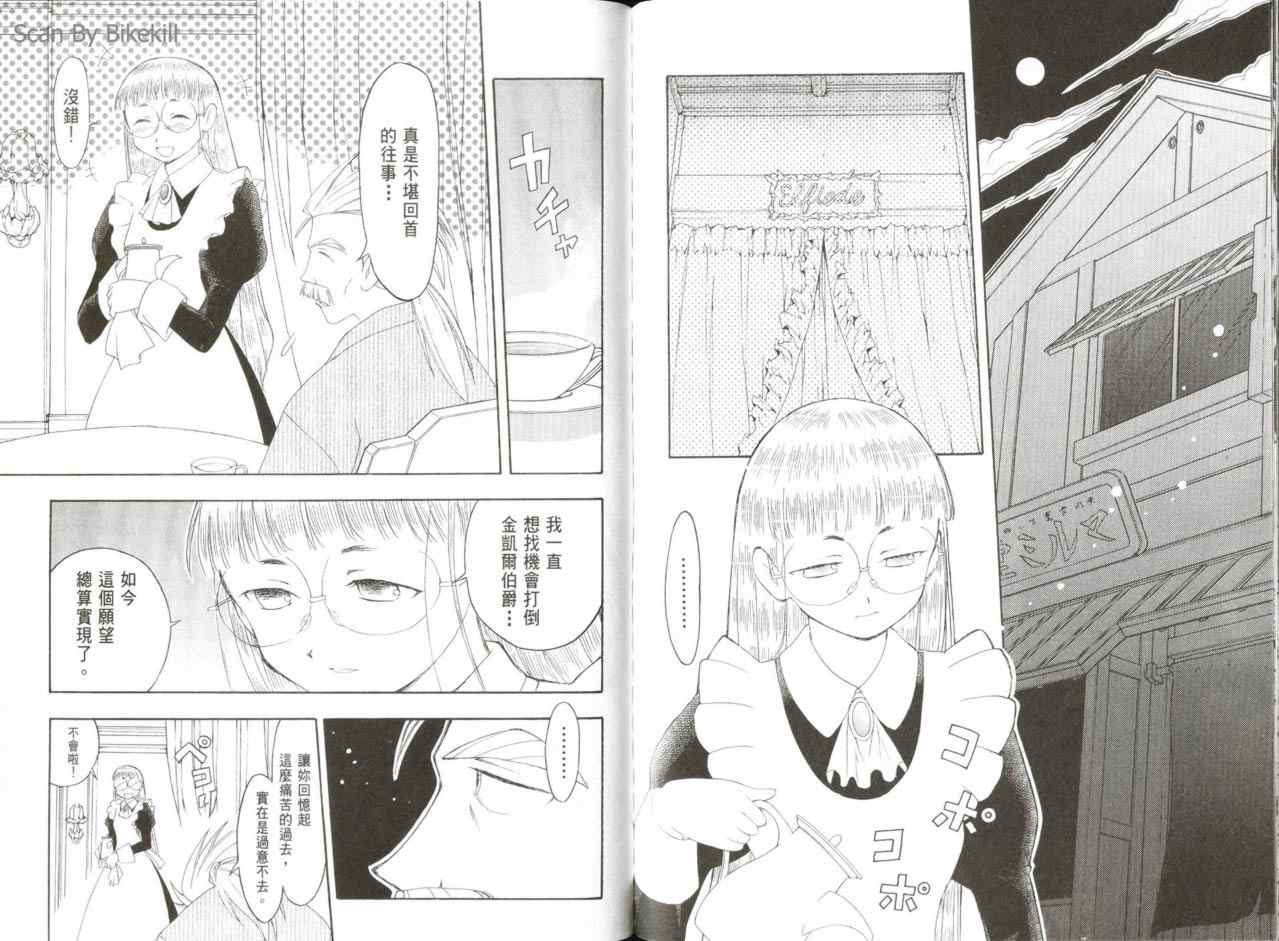 Scan By Bikekill
Elfleda
………
コポ
コポ
カチャ
真是不堪回首
的往事…
沒錯！
我一直
想找機會打倒
金凱爾伯爵…
如今
這個願望
總算實現了。
………
讓妳回憶起
這麼痛苦的過去，
實在是過意不去。
ペコッ
不會啦！